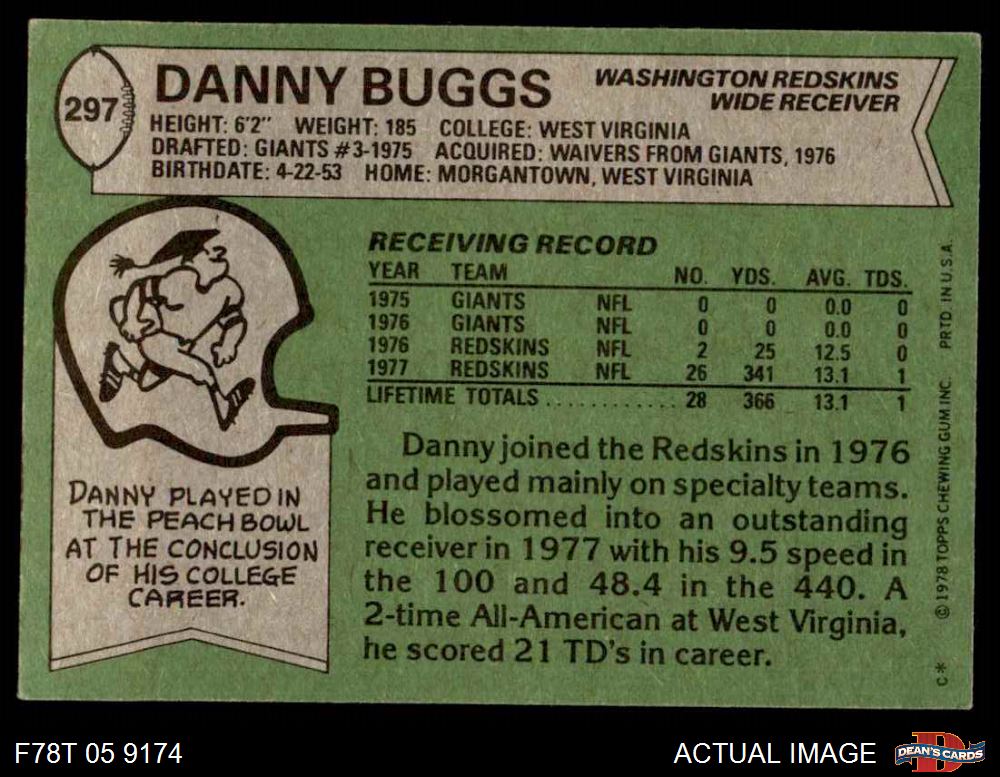 297
DANNY BUGGS
WASHINGTON REDSKINS
WIDE RECEIVER
HEIGHT: 6'2" WEIGHT: 185 COLLEGE: WEST VIRGINIA
DRAFTED: GIANTS #3-1975 ACQUIRED: WAIVERS FROM GIANTS, 1976
BIRTHDATE: 4-22-53 HOME: MORGANTOWN, WEST VIRGINIA
RECEIVING RECORD
YEAR TEAM NO. YDS. AVG. TDS.
1975 GIANTS NFL 0 0 0.0 0
1976 GIANTS NFL 0 0 0.0 0
1976 REDSKINS NFL 2 25 12.5 0
1977 REDSKINS NFL 26 341 13.1 1
LIFETIME TOTALS ............ 28 366 13.1 1
DANNY PLAYED IN
THE PEACH BOWL
AT THE CONCLUSION
OF HIS COLLEGE
CAREER.
Danny joined the Redskins in 1976
and played mainly on specialty teams.
He blossomed into an outstanding
receiver in 1977 with his 9.5 speed in
the 100 and 48.4 in the 440. A
2-time All-American at West Virginia,
he scored 21 TD's in career.
C* © 1978 TOPPS CHEWING GUM INC. PRTD. IN U.S.A.
F78T 05 9174
ACTUAL IMAGE
D
DEAN'S CARDS